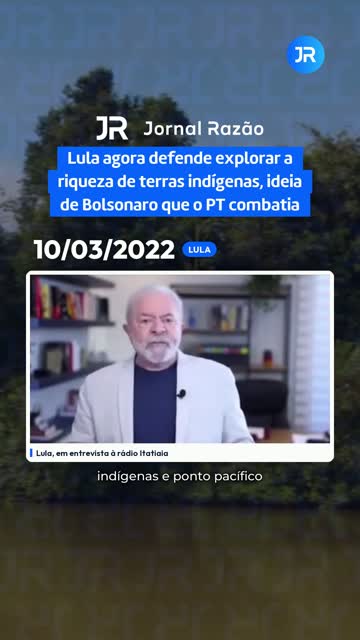 JR
JR Jornal Razão
Lula agora defende explorar a
riqueza de terras indígenas, ideia
de Bolsonaro que o PT combatia
10/03/2022 LULA
Lula, em entrevista à rádio Itatiaia
indígenas e ponto pacífico